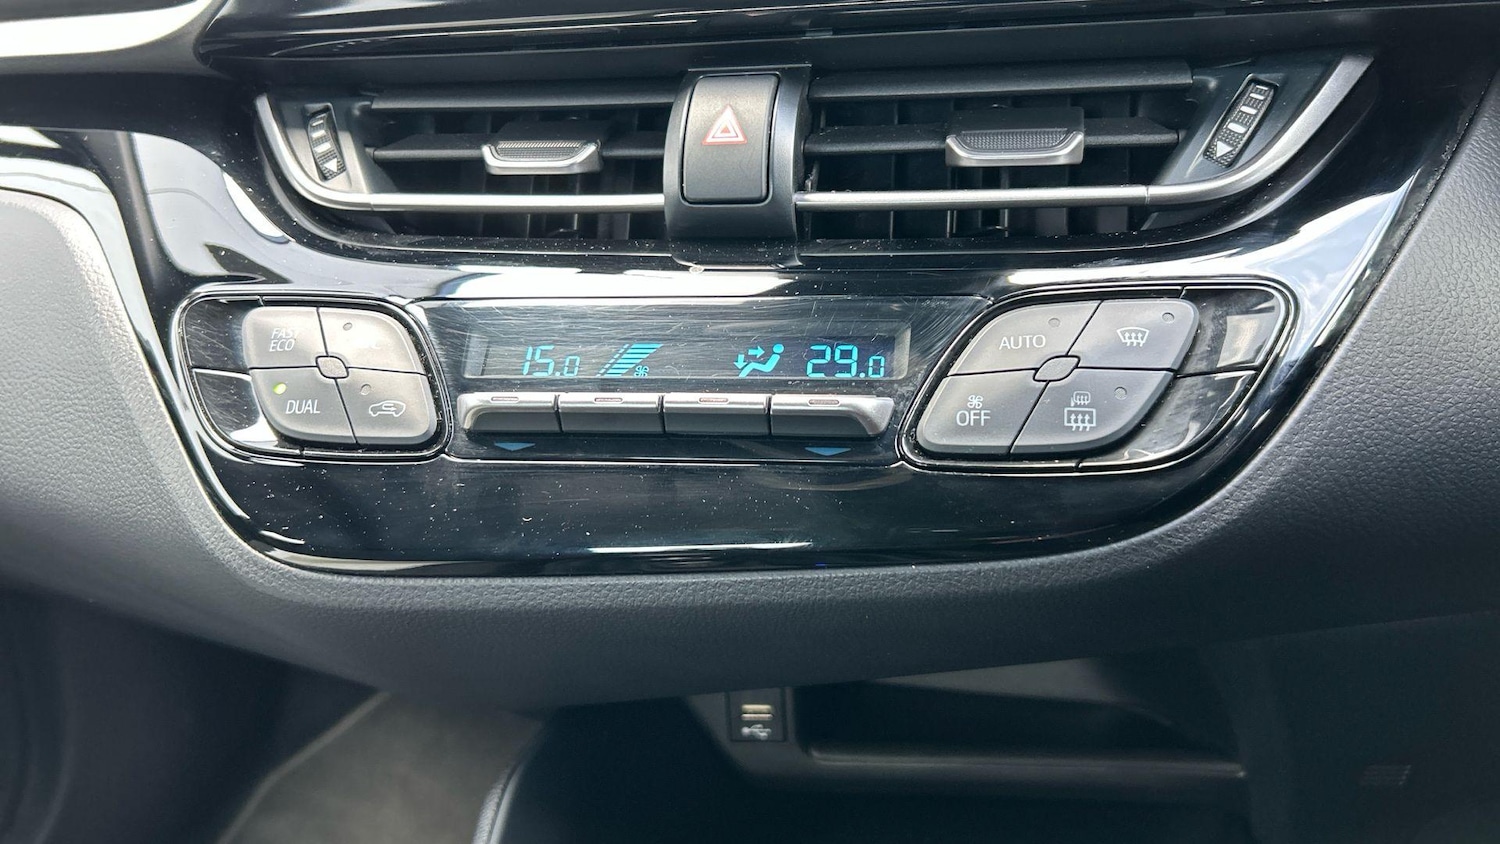 FAST
ECO
DUAL
15.0
29.0
AUTO
OFF